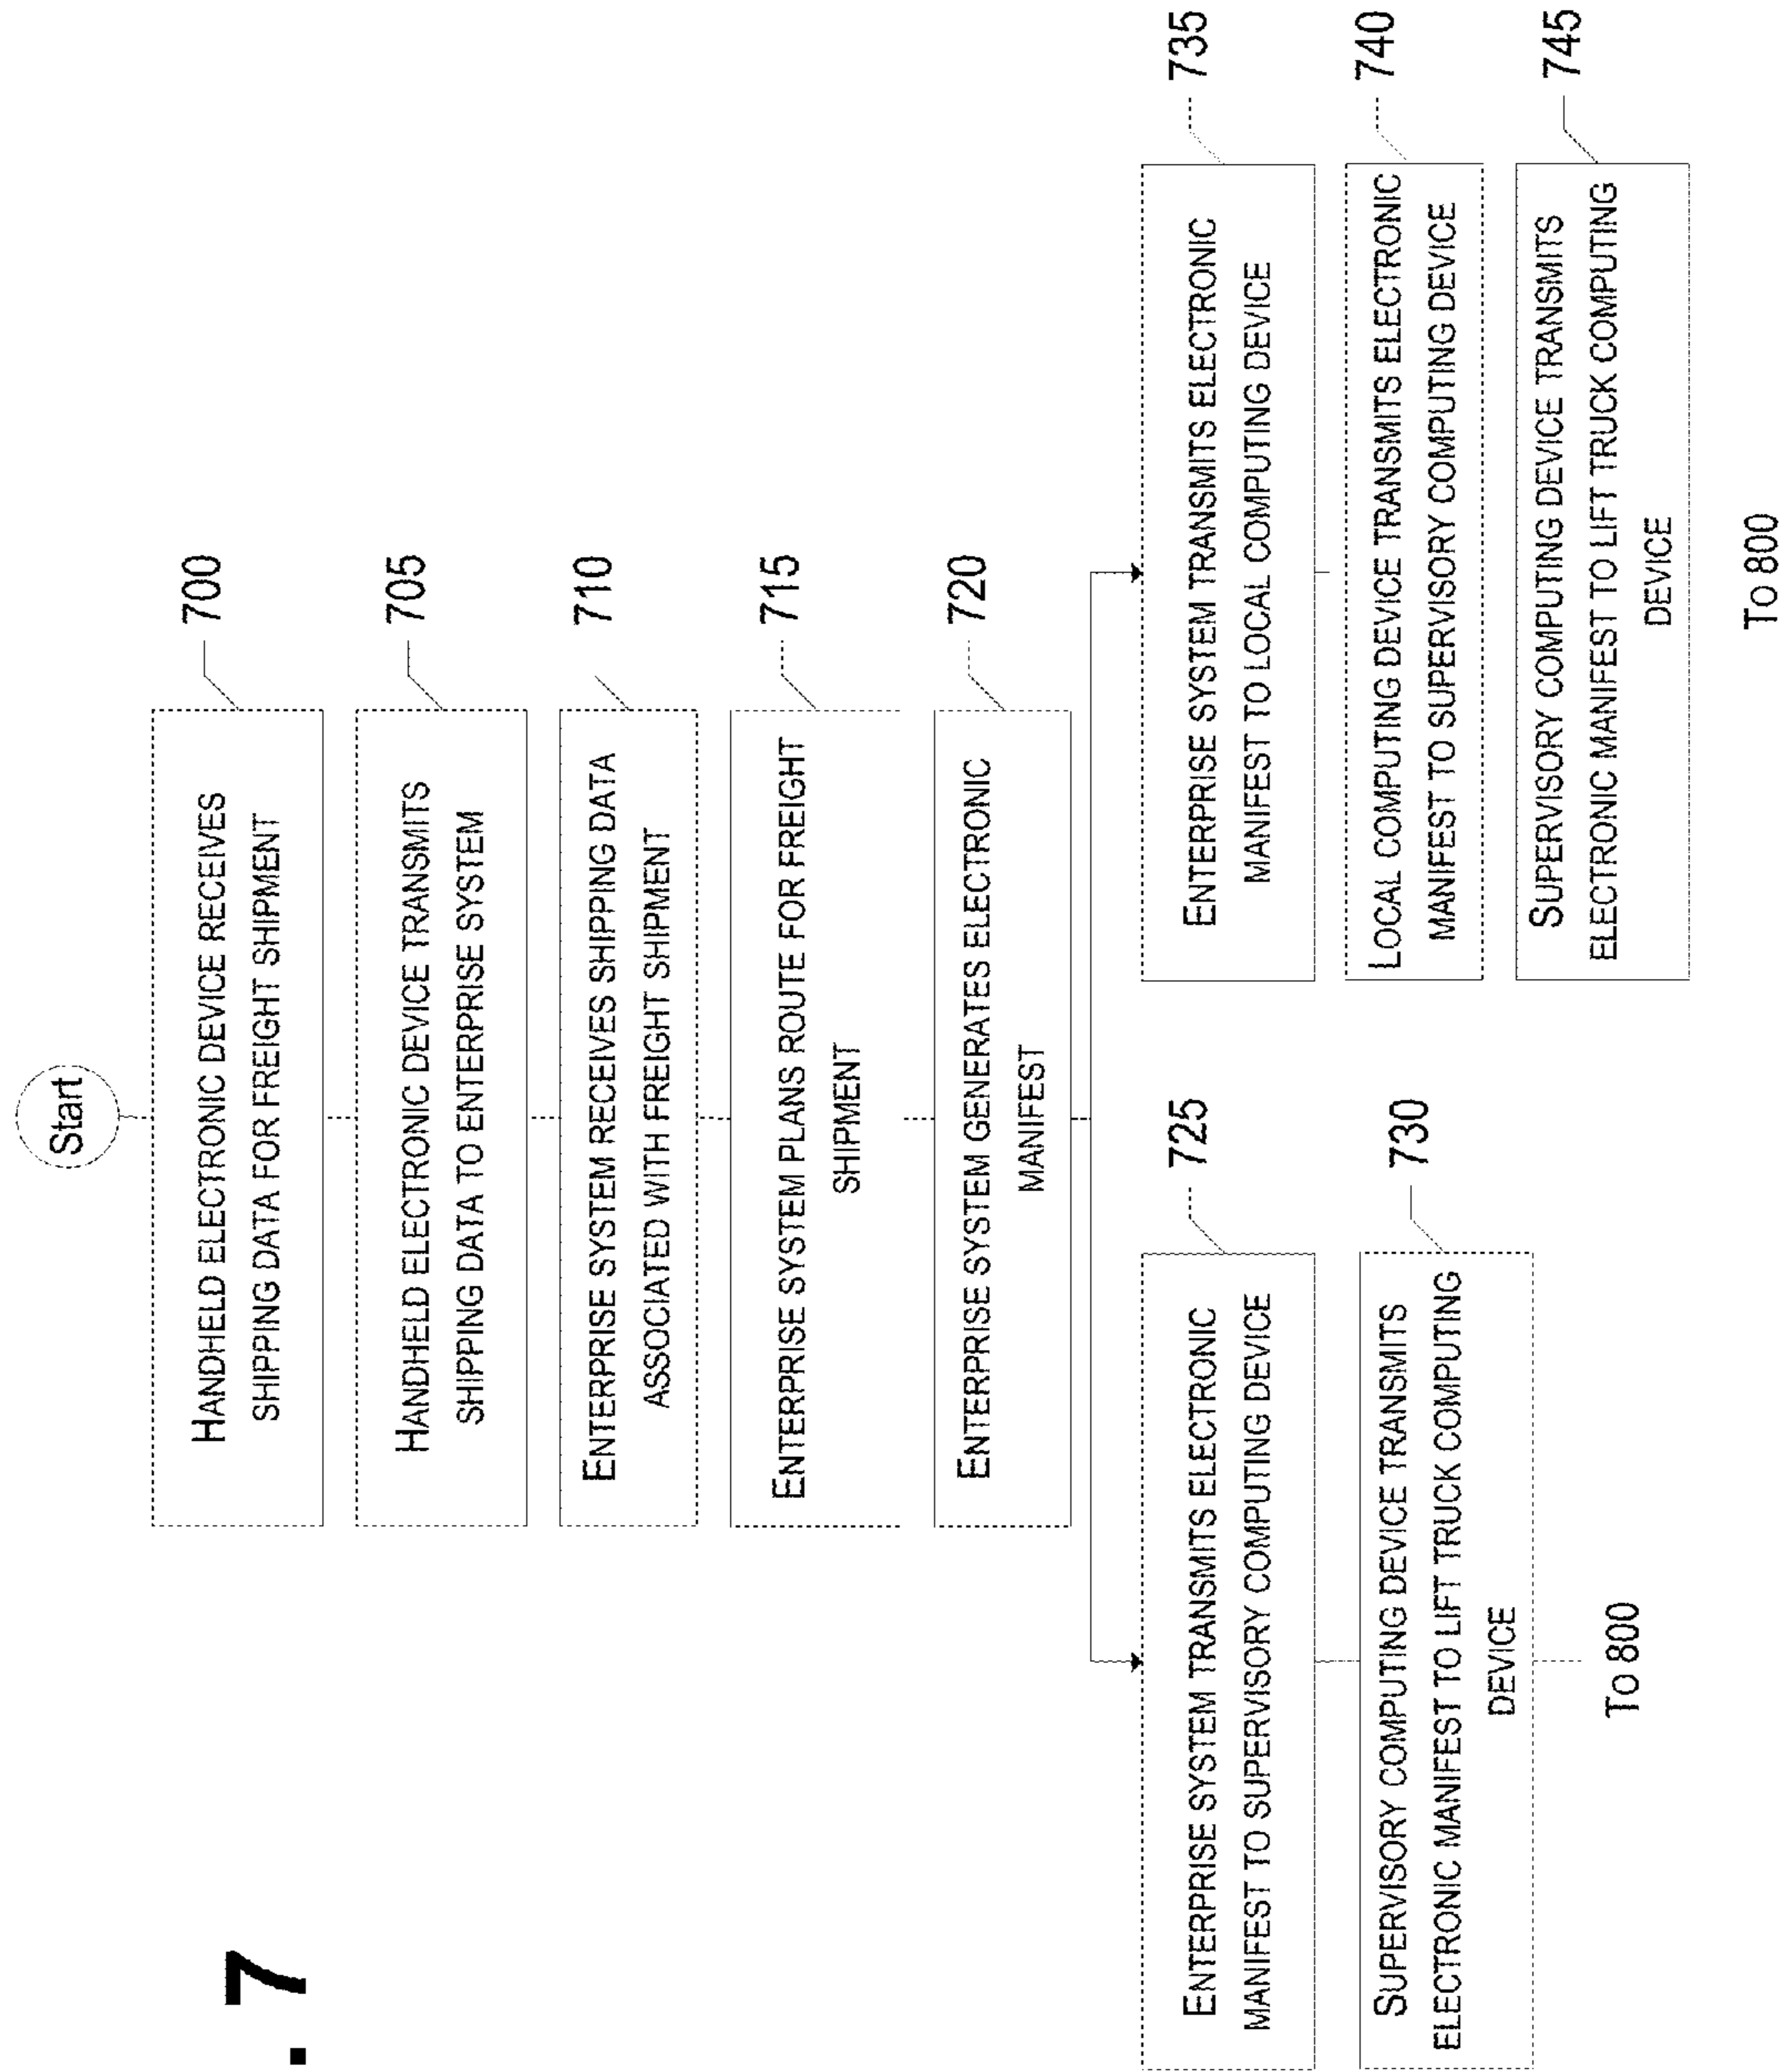 . 7
Start
HANDHELD ELECTRONIC DEVICE RECEIVES
SHIPPING DATA FOR FREIGHT SHIPMENT
700
HANDHELD ELECTRONIC DEVICE TRANSMITS
SHIPPING DATA TO ENTERPRISE SYSTEM
705
ENTERPRISE SYSTEM RECEIVES SHIPPING DATA
ASSOCIATED WITH FREIGHT SHIPMENT
710
ENTERPRISE SYSTEM PLANS ROUTE FOR FREIGHT
SHIPMENT
715
ENTERPRISE SYSTEM GENERATES ELECTRONIC
MANIFEST
720
ENTERPRISE SYSTEM TRANSMITS ELECTRONIC
MANIFEST TO SUPERVISORY COMPUTING DEVICE
725
SUPERVISORY COMPUTING DEVICE TRANSMITS
ELECTRONIC MANIFEST TO LIFT TRUCK COMPUTING
DEVICE
730
To 800
ENTERPRISE SYSTEM TRANSMITS ELECTRONIC
MANIFEST TO LOCAL COMPUTING DEVICE
735
LOCAL COMPUTING DEVICE TRANSMITS ELECTRONIC
MANIFEST TO SUPERVISORY COMPUTING DEVICE
740
SUPERVISORY COMPUTING DEVICE TRANSMITS
ELECTRONIC MANIFEST TO LIFT TRUCK COMPUTING
DEVICE
745
To 800